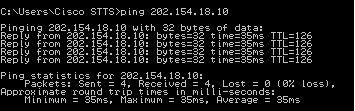 C:\Users\Cisco STTS>ping 202.154.18.10
Pinging 202.154.18.10 with 32 bytes of data:
Reply from 202.154.18.10: bytes=32 time=35ms TTL=126
Reply from 202.154.18.10: bytes=32 time=35ms TTL=126
Reply from 202.154.18.10: bytes=32 time=35ms TTL=126
Reply from 202.154.18.10: bytes=32 time=35ms TTL=126
Ping statistics for 202.154.18.10:
Packets: Sent = 4, Received = 4, Lost = 0 (0% loss),
Approximate round trip times in milli-seconds:
Minimum = 35ms, Maximum = 35ms, Average = 35ms